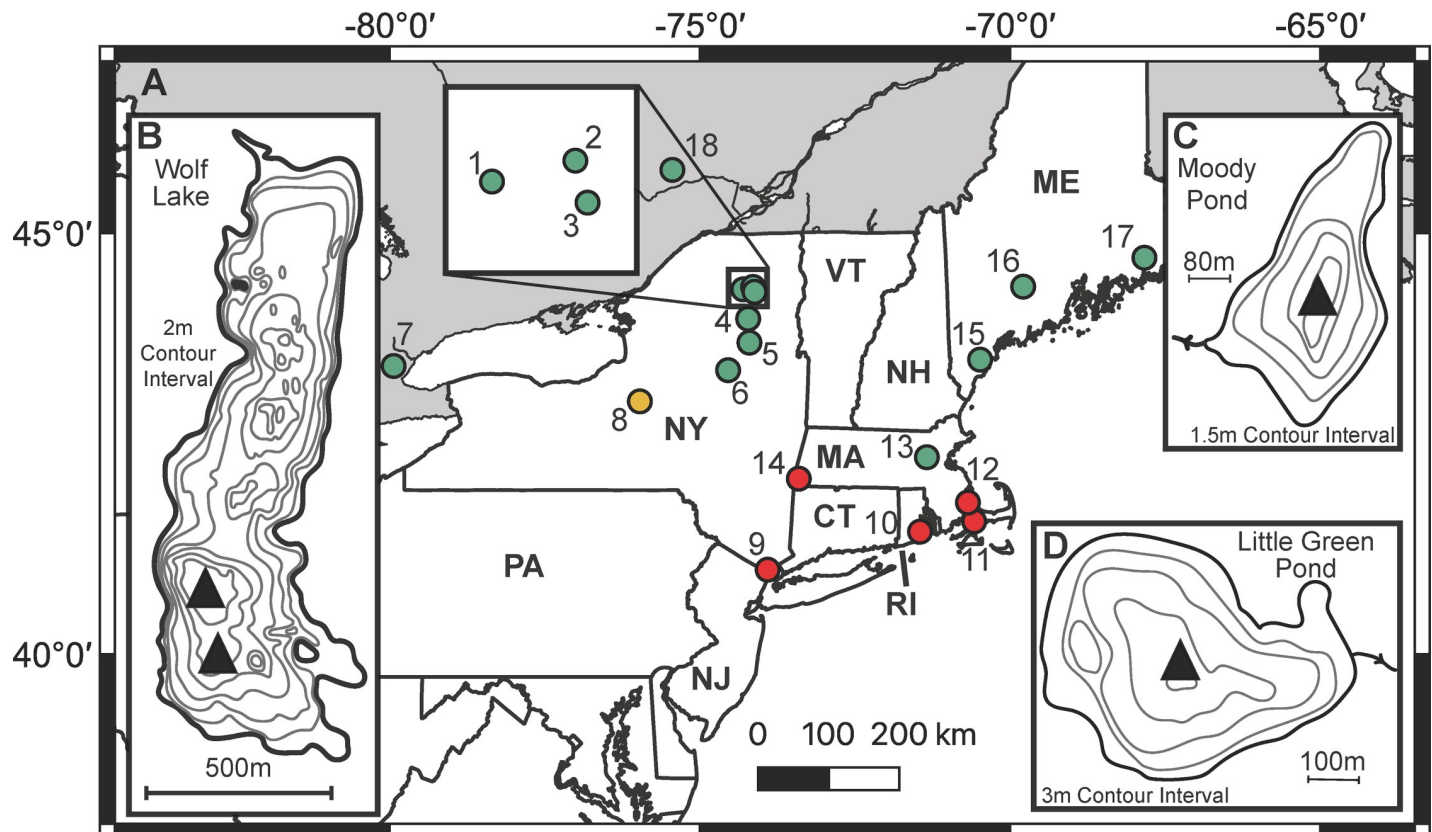 -80°0′ -75°0′ -70°0′ -65°0′
45°0′
40°0′
A
B
Wolf
Lake
2m
Contour
Interval
500m
1
2
3
18
4
5
6
7
8
9
10
11
12
13
14
15
16
17
ME
VT
NH
NY
MA
CT
RI
PA
NJ
0 100 200 km
C
Moody
Pond
80m
1.5m Contour Interval
D
Little Green
Pond
100m
3m Contour Interval